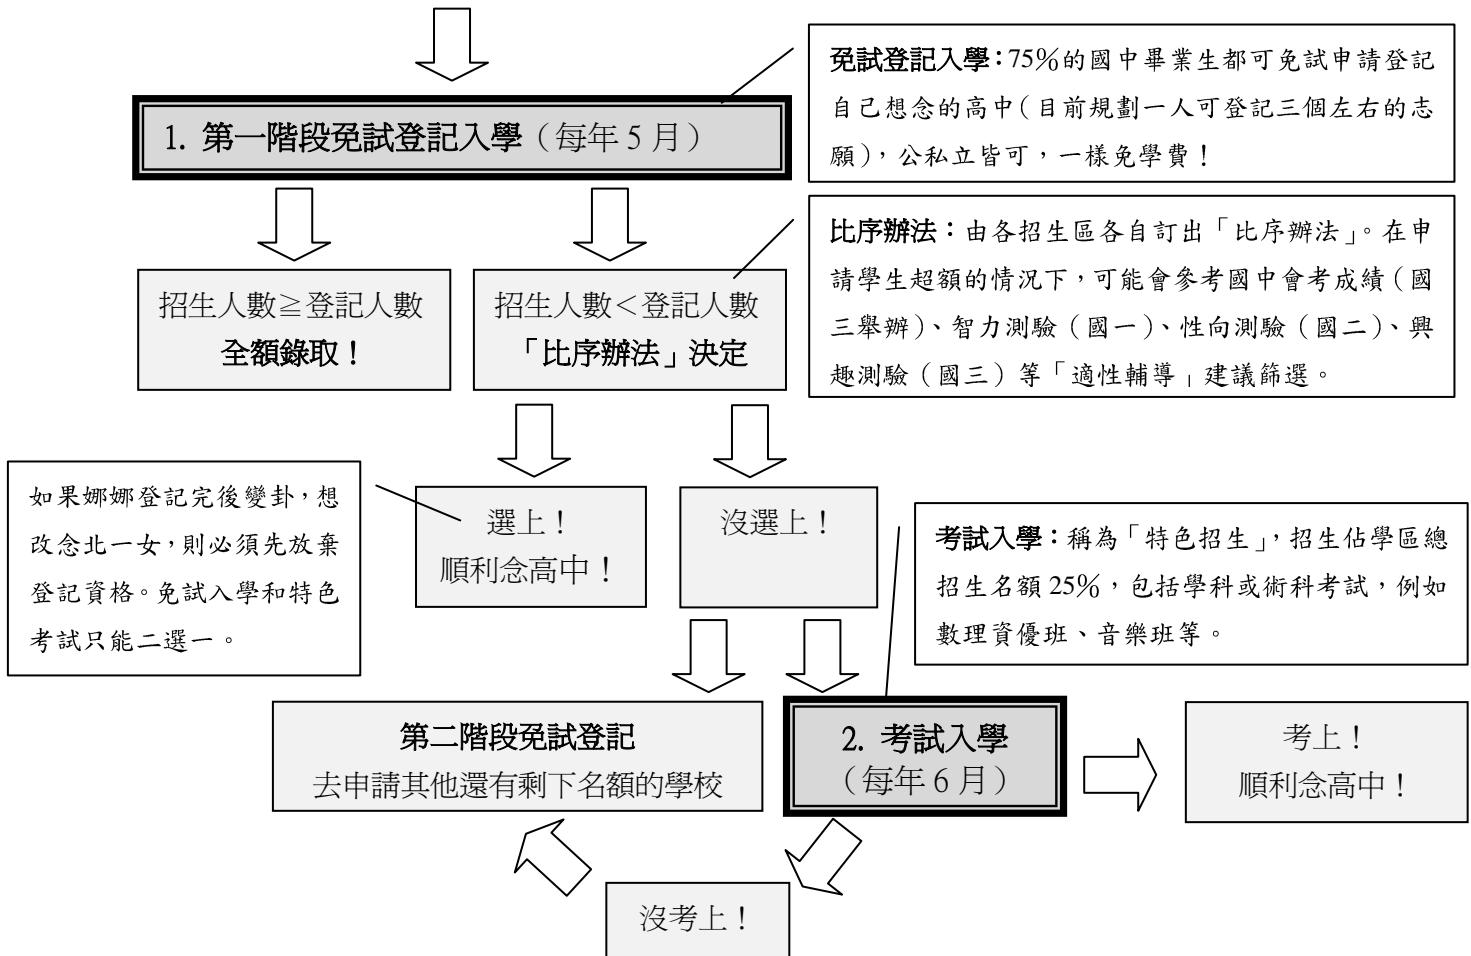 免試登記入學：75％的國中畢業生都可免試申請登記
自己想念的高中（目前規劃一人可登記三個左右的志
願），公私立皆可，一樣免學費！
1. 第一階段免試登記入學（每年 5 月）
比序辦法：由各招生區各自訂出「比序辦法」。在申
請學生超額的情況下，可能會參考國中會考成績（國
三舉辦）、智力測驗（國一）、性向測驗（國二）、興
趣測驗（國三）等「適性輔導」建議篩選。
招生人數≧登記人數
全額錄取！
招生人數＜登記人數
「比序辦法」決定
如果娜娜登記完後變卦，想
改念北一女，則必須先放棄
登記資格。免試入學和特色
考試只能二選一。
選上！
順利念高中！
沒選上！
考試入學：稱為「特色招生」，招生佔學區總
招生名額 25％，包括學科或術科考試，例如
數理資優班、音樂班等。
第二階段免試登記
去申請其他還有剩下名額的學校
2. 考試入學
（每年 6 月）
考上！
順利念高中！
沒考上！